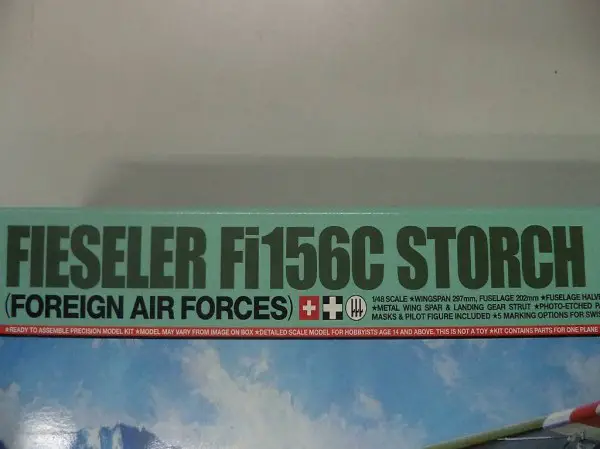 FIESELER Fi156C STORCH
(FOREIGN AIR FORCES)
1/48 SCALE ★WINGSPAN 297mm, FUSELAGE 202mm ★FUSELAGE HALV
★METAL WING SPAR & LANDING GEAR STRUT ★PHOTO-ETCHED PA
MASKS & PILOT FIGURE INCLUDED ★5 MARKING OPTIONS FOR SWIS
★READY TO ASSEMBLE PRECISION MODEL KIT ★MODEL MAY VARY FROM IMAGE ON BOX ★DETAILED SCALE MODEL FOR HOBBYISTS AGE 14 AND ABOVE. THIS IS NOT A TOY ★KIT CONTAINS PARTS FOR ONE PLANE